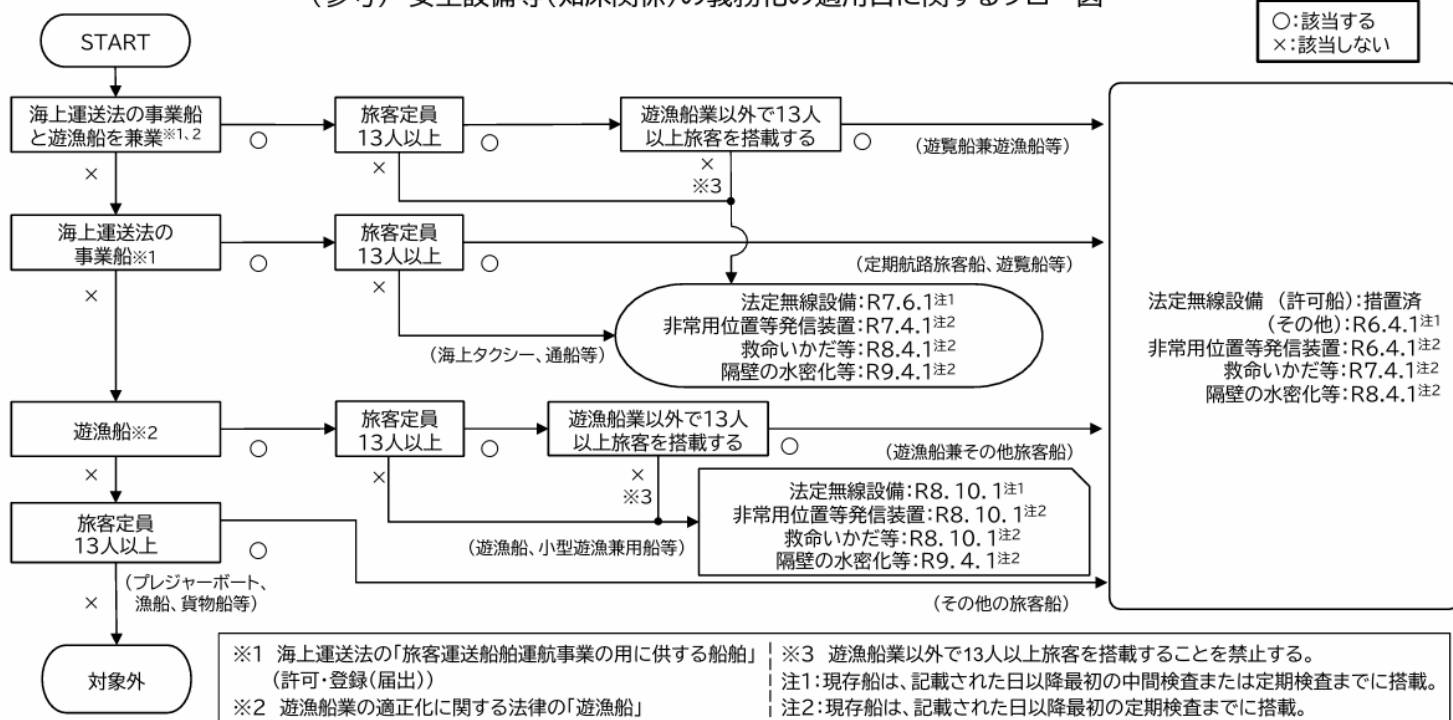 (参考) 安全設備等(知床関係)の義務化の適用日に関するフロー図
○:該当する
×:該当しない
START
海上運送法の事業船
と遊漁船を兼業※1、2
○
旅客定員
13人以上
○
遊漁船業以外で13人
以上旅客を搭載する
○
(遊覧船兼遊漁船等)
×
×
×
※3
海上運送法の
事業船※1
○
旅客定員
13人以上
○
(定期航路旅客船、遊覧船等)
×
×
(海上タクシー、通船等)
法定無線設備:R7.6.1注1
非常用位置等発信装置:R7.4.1注2
救命いかだ等:R8.4.1注2
隔壁の水密化等:R9.4.1注2
法定無線設備 (許可船):措置済
(その他):R6.4.1注1
非常用位置等発信装置:R6.4.1注2
救命いかだ等:R7.4.1注2
隔壁の水密化等:R8.4.1注2
遊漁船※2
○
旅客定員
13人以上
○
遊漁船業以外で13人
以上旅客を搭載する
○
(遊漁船兼その他旅客船)
×
×
×
※3
(遊漁船、小型遊漁兼用船等)
法定無線設備:R8.10.1注1
非常用位置等発信装置:R8.10.1注2
救命いかだ等:R8.10.1注2
隔壁の水密化等:R9.4.1注2
旅客定員
13人以上
○
(その他の旅客船)
×
(プレジャーボート、
漁船、貨物船等)
対象外
※1 海上運送法の「旅客運送船舶運航事業の用に供する船舶」
(許可・登録(届出))
※2 遊漁船業の適正化に関する法律の「遊漁船」
※3 遊漁船業以外で13人以上旅客を搭載することを禁止する。
注1:現存船は、記載された日以降最初の中間検査または定期検査までに搭載。
注2:現存船は、記載された日以降最初の定期検査までに搭載。